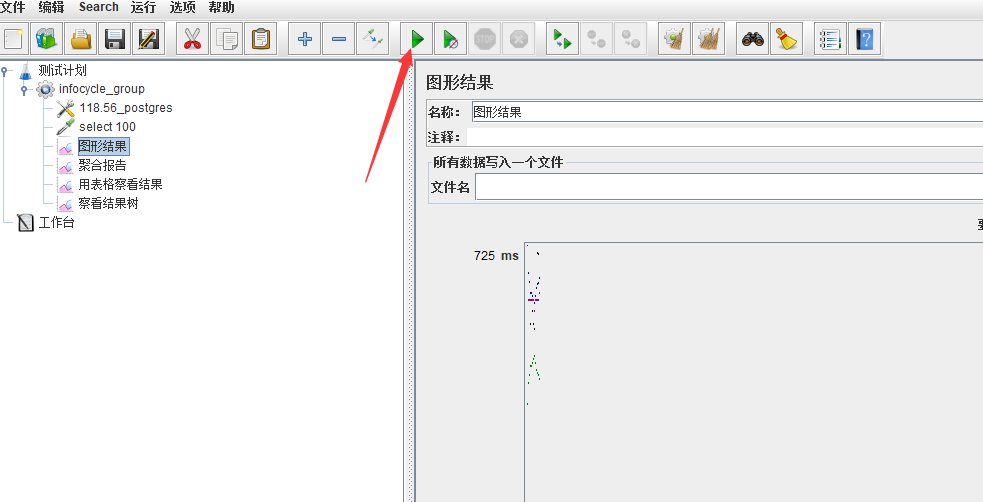 文件 编辑 Search 运行 选项 帮助
STOP
测试计划
infocycle_group
118.56_postgres
select 100
图形结果
聚合报告
用表格察看结果
察看结果树
工作台
图形结果
名称: 图形结果
注释:
所有数据写入一个文件
文件名
725 ms